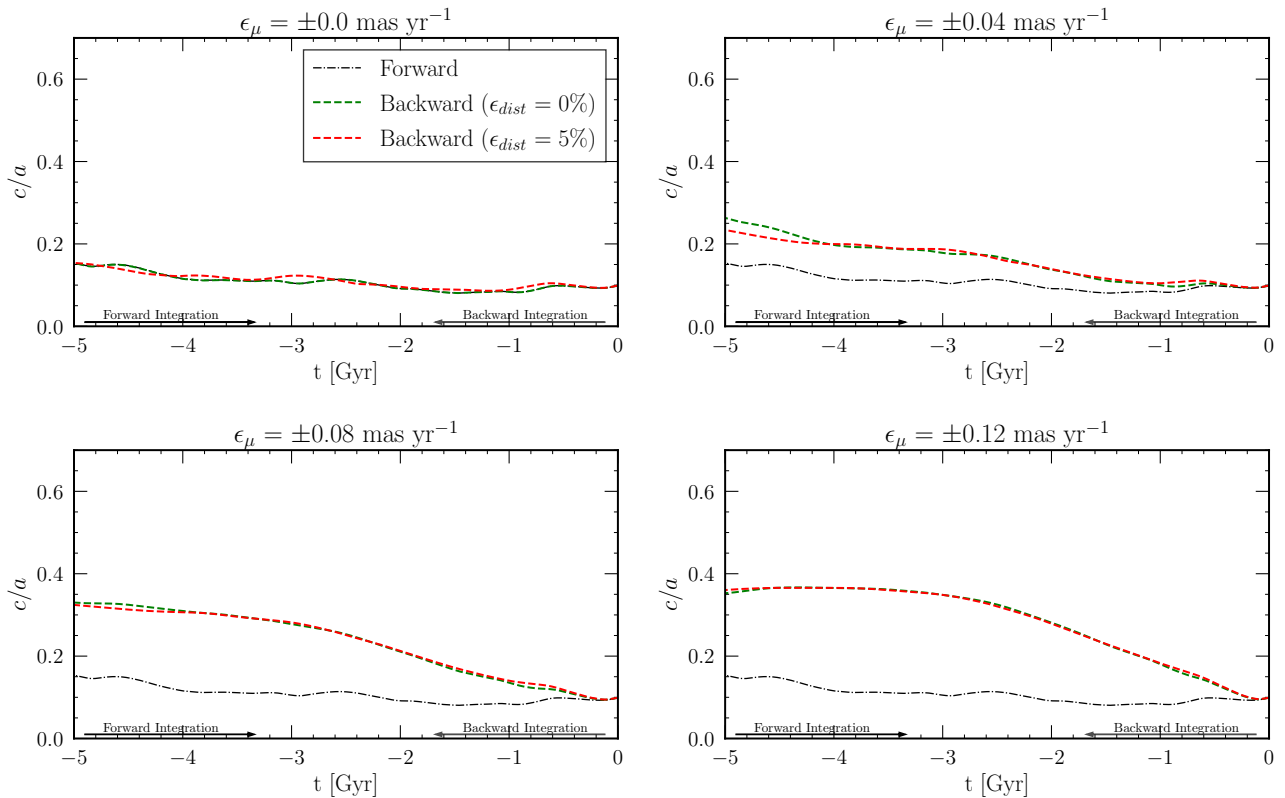 ϵ_μ = ±0.0 mas yr⁻¹
c/a
0.6
0.4
0.2
0.0
Forward
Backward (ϵ_dist = 0%)
Backward (ϵ_dist = 5%)
Forward Integration
Backward Integration
−5 −4 −3 −2 −1 0
t [Gyr]
ϵ_μ = ±0.04 mas yr⁻¹
c/a
0.6
0.4
0.2
0.0
Forward Integration
Backward Integration
−5 −4 −3 −2 −1 0
t [Gyr]
ϵ_μ = ±0.08 mas yr⁻¹
c/a
0.6
0.4
0.2
0.0
Forward Integration
Backward Integration
−5 −4 −3 −2 −1 0
t [Gyr]
ϵ_μ = ±0.12 mas yr⁻¹
c/a
0.6
0.4
0.2
0.0
Forward Integration
Backward Integration
−5 −4 −3 −2 −1 0
t [Gyr]